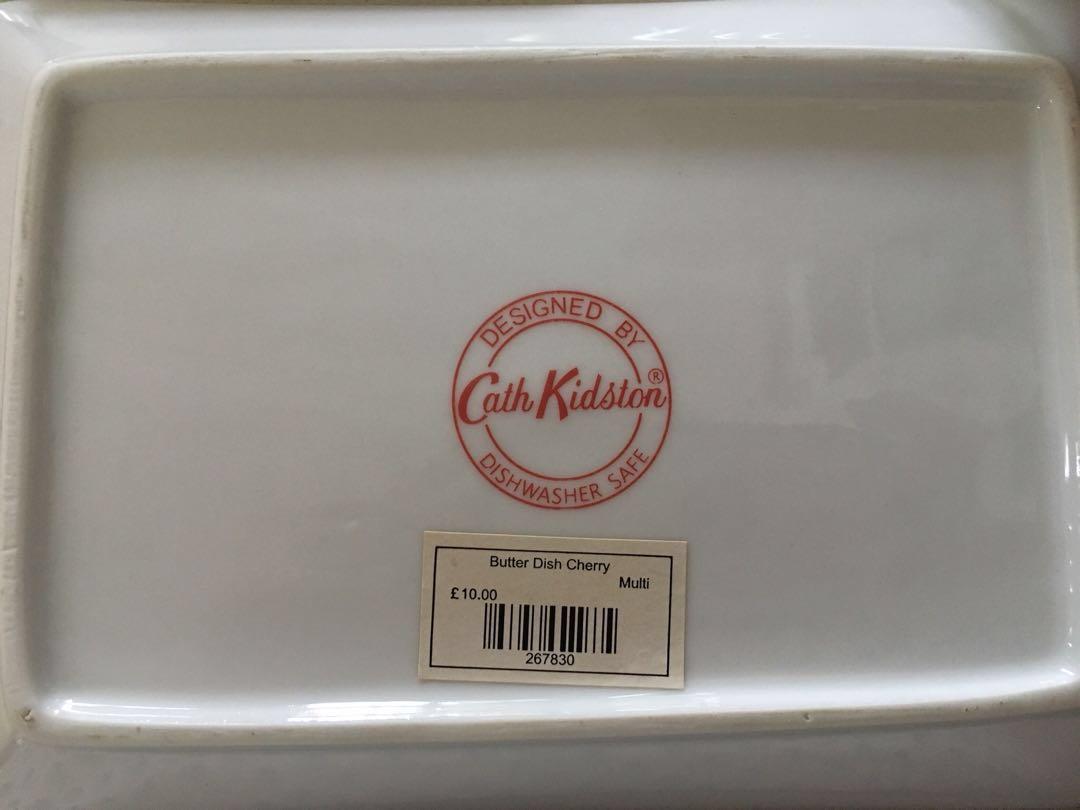 DESIGNED BY
Cath Kidston®
DISHWASHER SAFE
Butter Dish Cherry
Multi
£10.00
267830